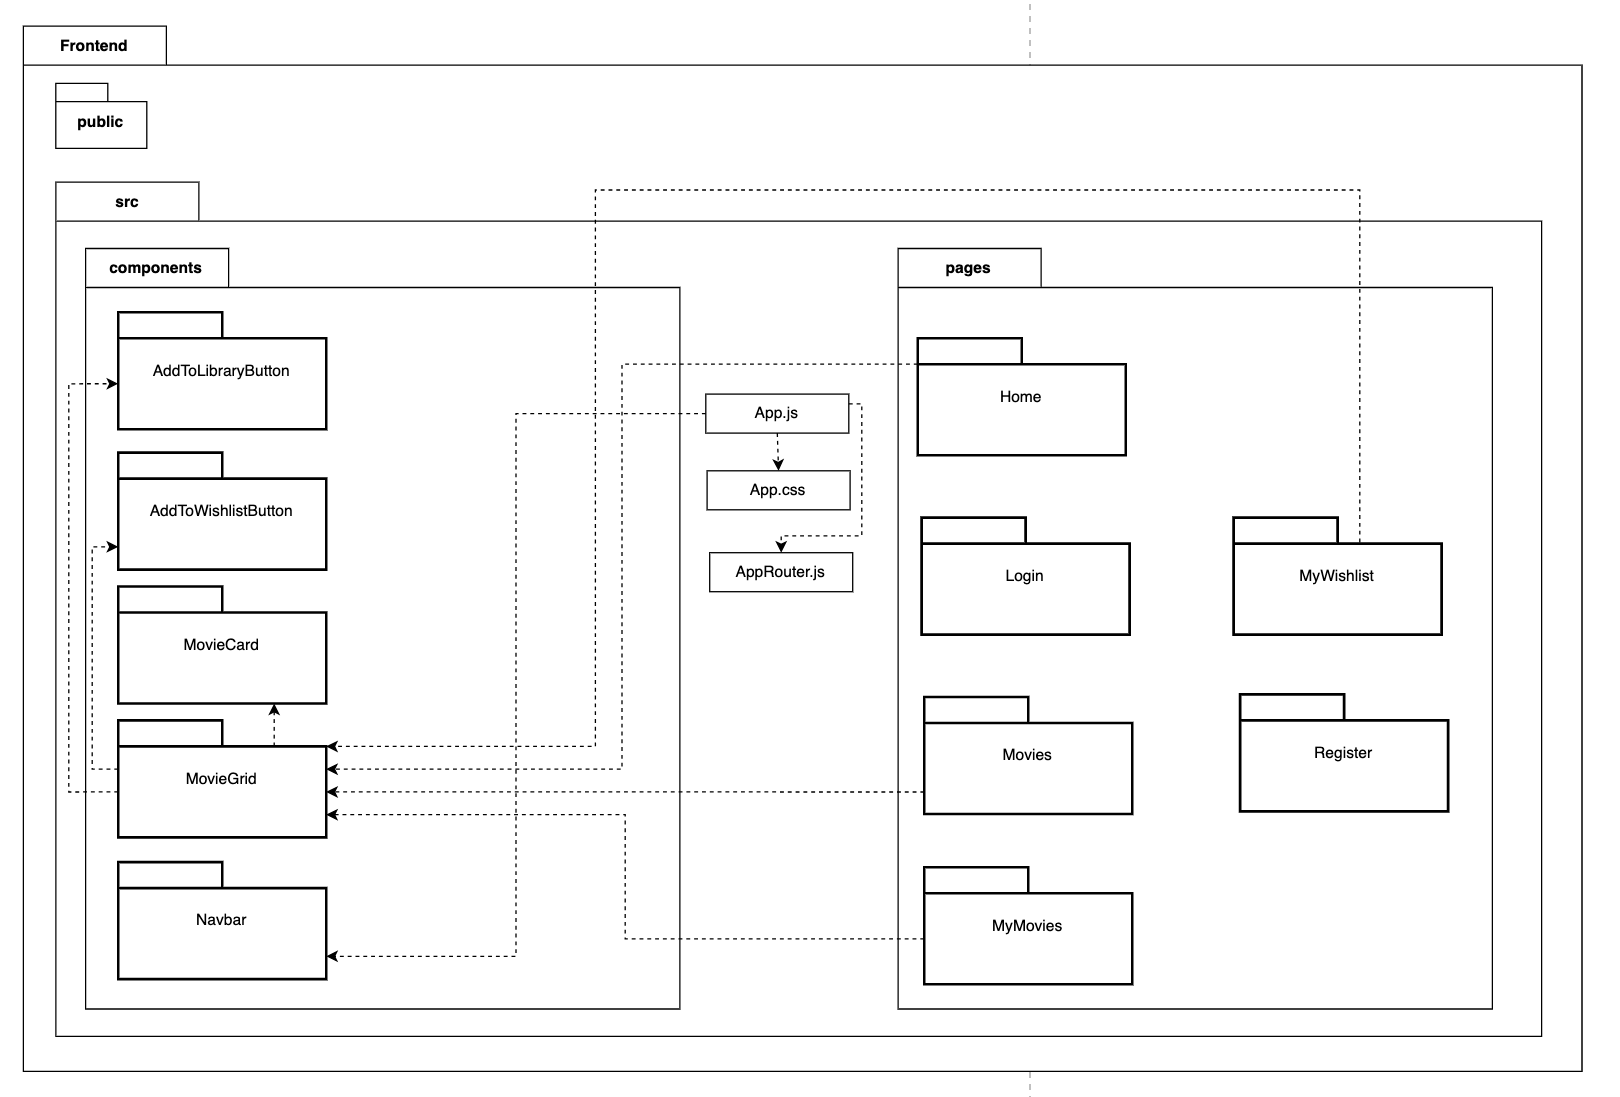 Frontend
public
src
components
pages
AddToLibraryButton
Home
App.js
App.css
AddToWishlistButton
AppRouter.js
Login
MyWishlist
MovieCard
Movies
Register
MovieGrid
Navbar
MyMovies